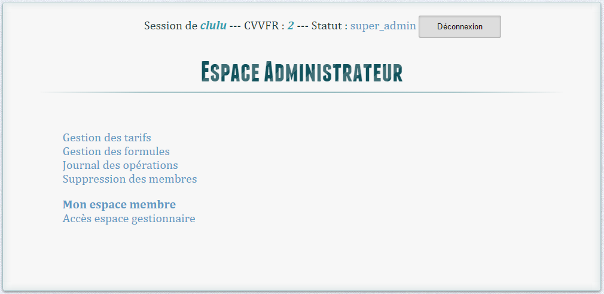 Session de clulu --- CVVFR : 2 --- Statut : super_admin Déconnexion
Espace Administrateur
Gestion des tarifs
Gestion des formules
Journal des opérations
Suppression des membres
Mon espace membre
Accès espace gestionnaire